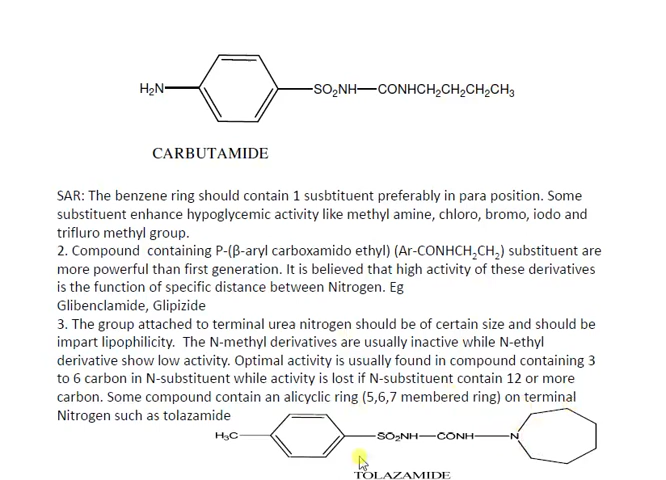 H₂N SO₂NH CONHCH₂CH₂CH₂CH₃
CARBUTAMIDE
SAR: The benzene ring should contain 1 susbtituent preferably in para position. Some
substituent enhance hypoglycemic activity like methyl amine, chloro, bromo, iodo and
trifluro methyl group.
2. Compound containing P-(β-aryl carboxamido ethyl) (Ar-CONHCH₂CH₂) substituent are
more powerful than first generation. It is believed that high activity of these derivatives
is the function of specific distance between Nitrogen. Eg
Glibenclamide, Glipizide
3. The group attached to terminal urea nitrogen should be of certain size and should be
impart lipophilicity. The N-methyl derivatives are usually inactive while N-ethyl
derivative show low activity. Optimal activity is usually found in compound containing 3
to 6 carbon in N-substituent while activity is lost if N-substituent contain 12 or more
carbon. Some compound contain an alicyclic ring (5,6,7 membered ring) on terminal
Nitrogen such as tolazamide
H₃C SO₂NH CONH N
TOLAZAMIDE